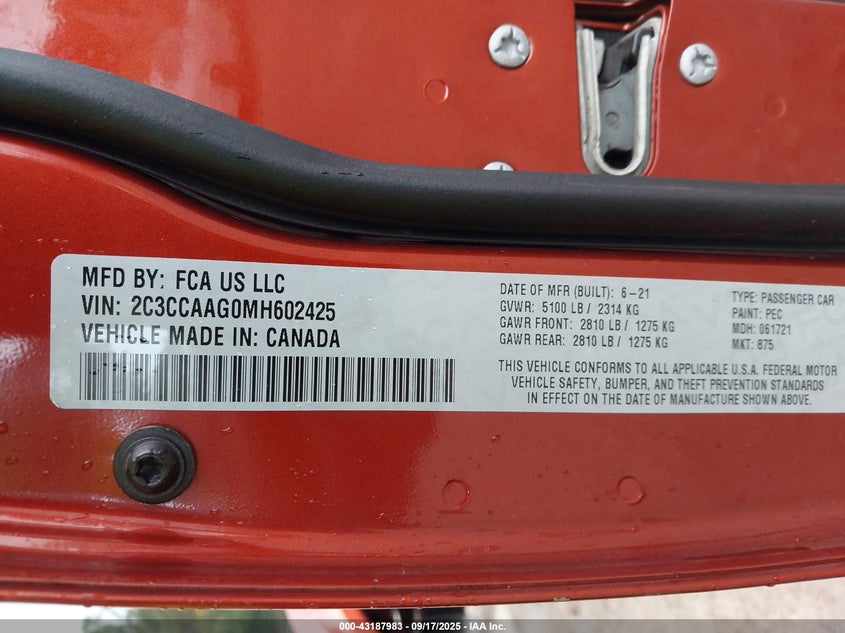 MFD BY: FCA US LLC
VIN: 2C3CCAAG0MH602425
VEHICLE MADE IN: CANADA
DATE OF MFR (BUILT): 6-21
GVWR: 5100 LB / 2314 KG
GAWR FRONT: 2810 LB / 1275 KG
GAWR REAR: 2810 LB / 1275 KG
TYPE: PASSENGER CAR
PAINT: PEC
MDH: 061721
MKT: 875
THIS VEHICLE CONFORMS TO ALL APPLICABLE U.S.A. FEDERAL MOTOR
VEHICLE SAFETY, BUMPER, AND THEFT PREVENTION STANDARDS
IN EFFECT ON THE DATE OF MANUFACTURE SHOWN ABOVE.
000-43187983 - 09/17/2025 - IAA Inc.